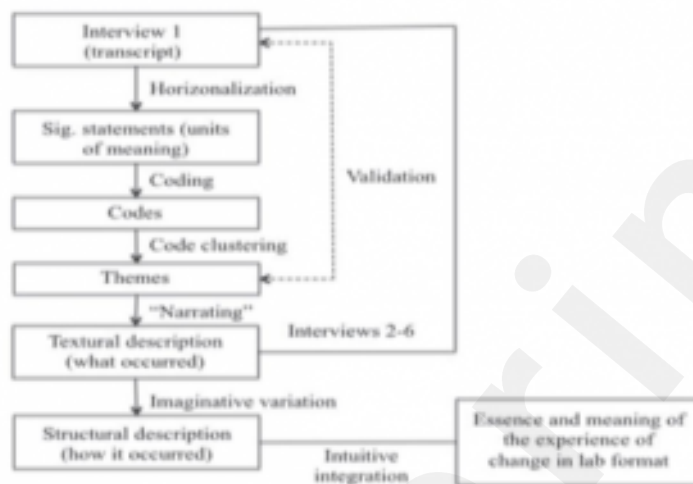 Interview 1
(transcript)
Horizonalization
Sig. statements (units
of meaning)
Coding
Validation
Codes
Code clustering
Themes
“Narrating”
Interviews 2-6
Textural description
(what occurred)
Imaginative variation
Structural description
(how it occurred)
Intuitive
integration
Essence and meaning of
the experience of
change in lab format